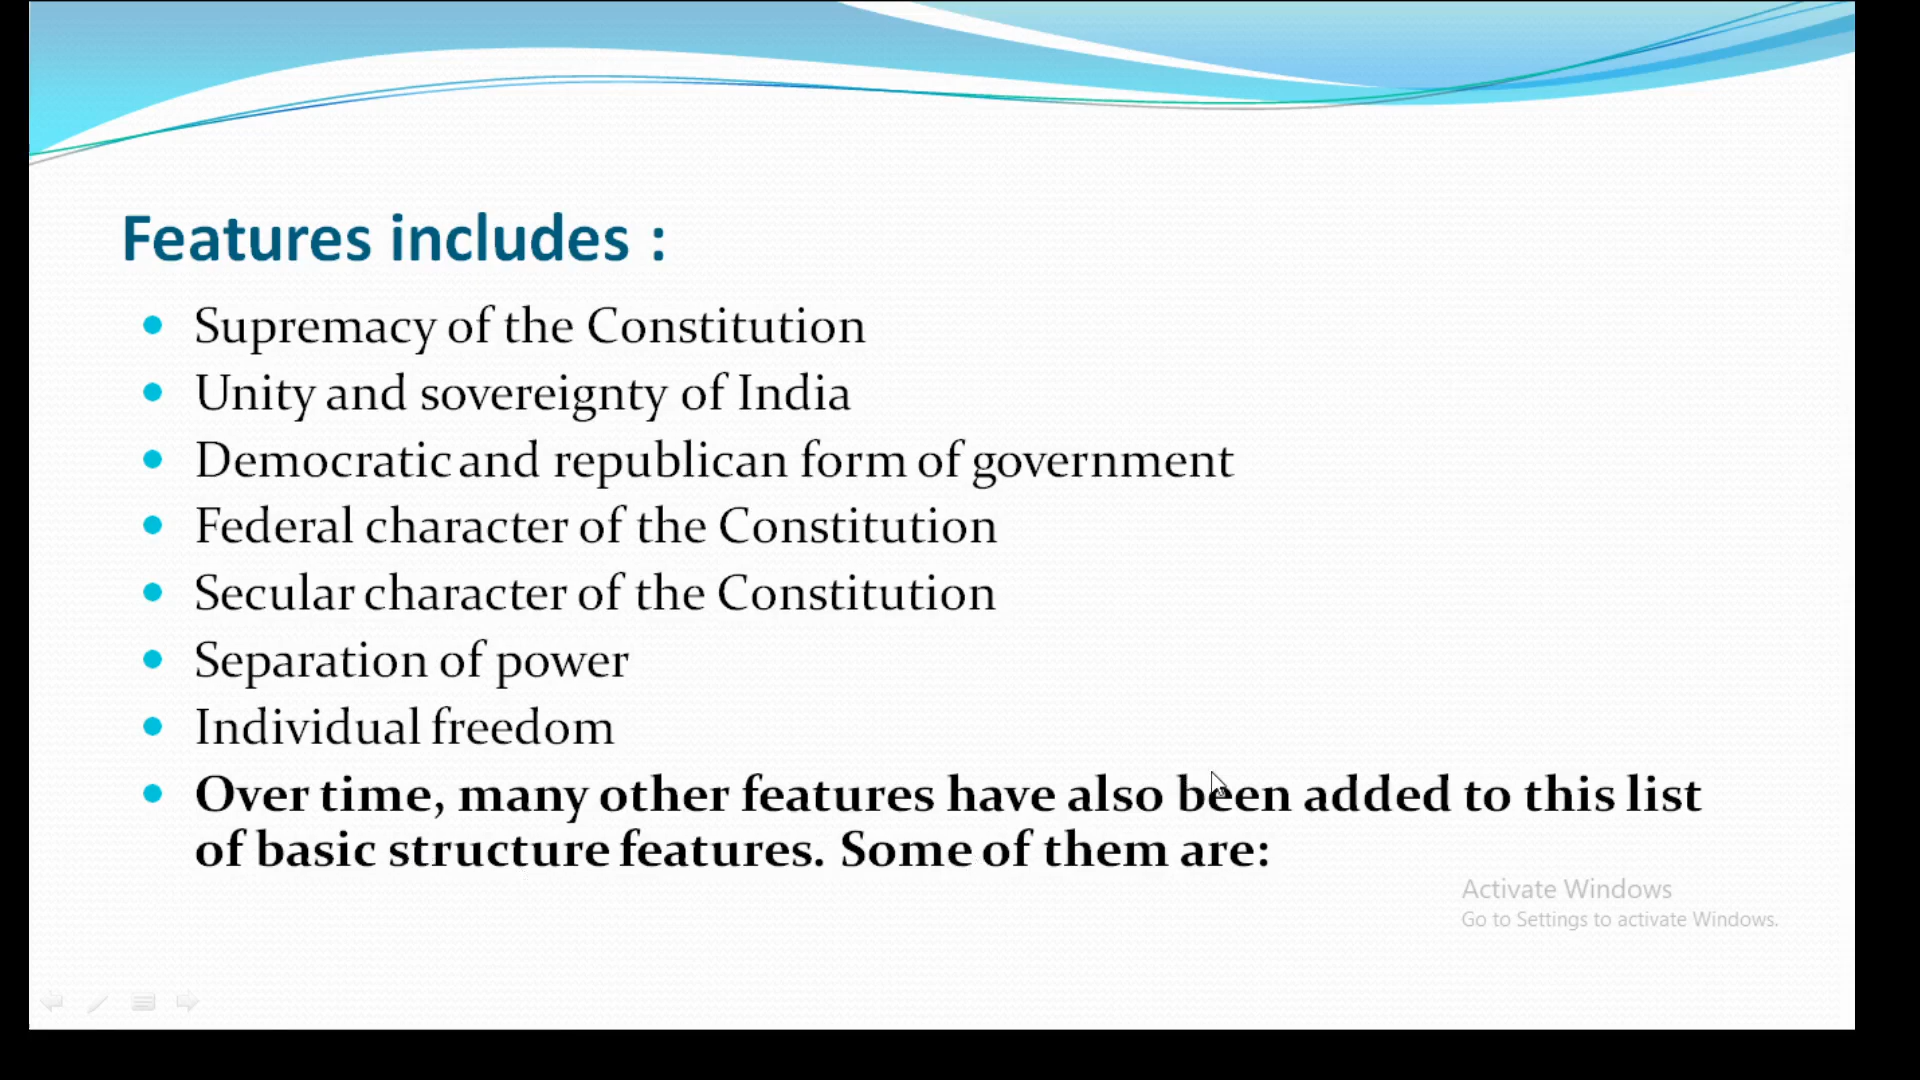 Features includes :
Supremacy of the Constitution
Unity and sovereignty of India
Democratic and republican form of government
Federal character of the Constitution
Secular character of the Constitution
Separation of power
Individual freedom
Over time, many other features have also been added to this list
of basic structure features. Some of them are:
Activate Windows
Go to Settings to activate Windows.